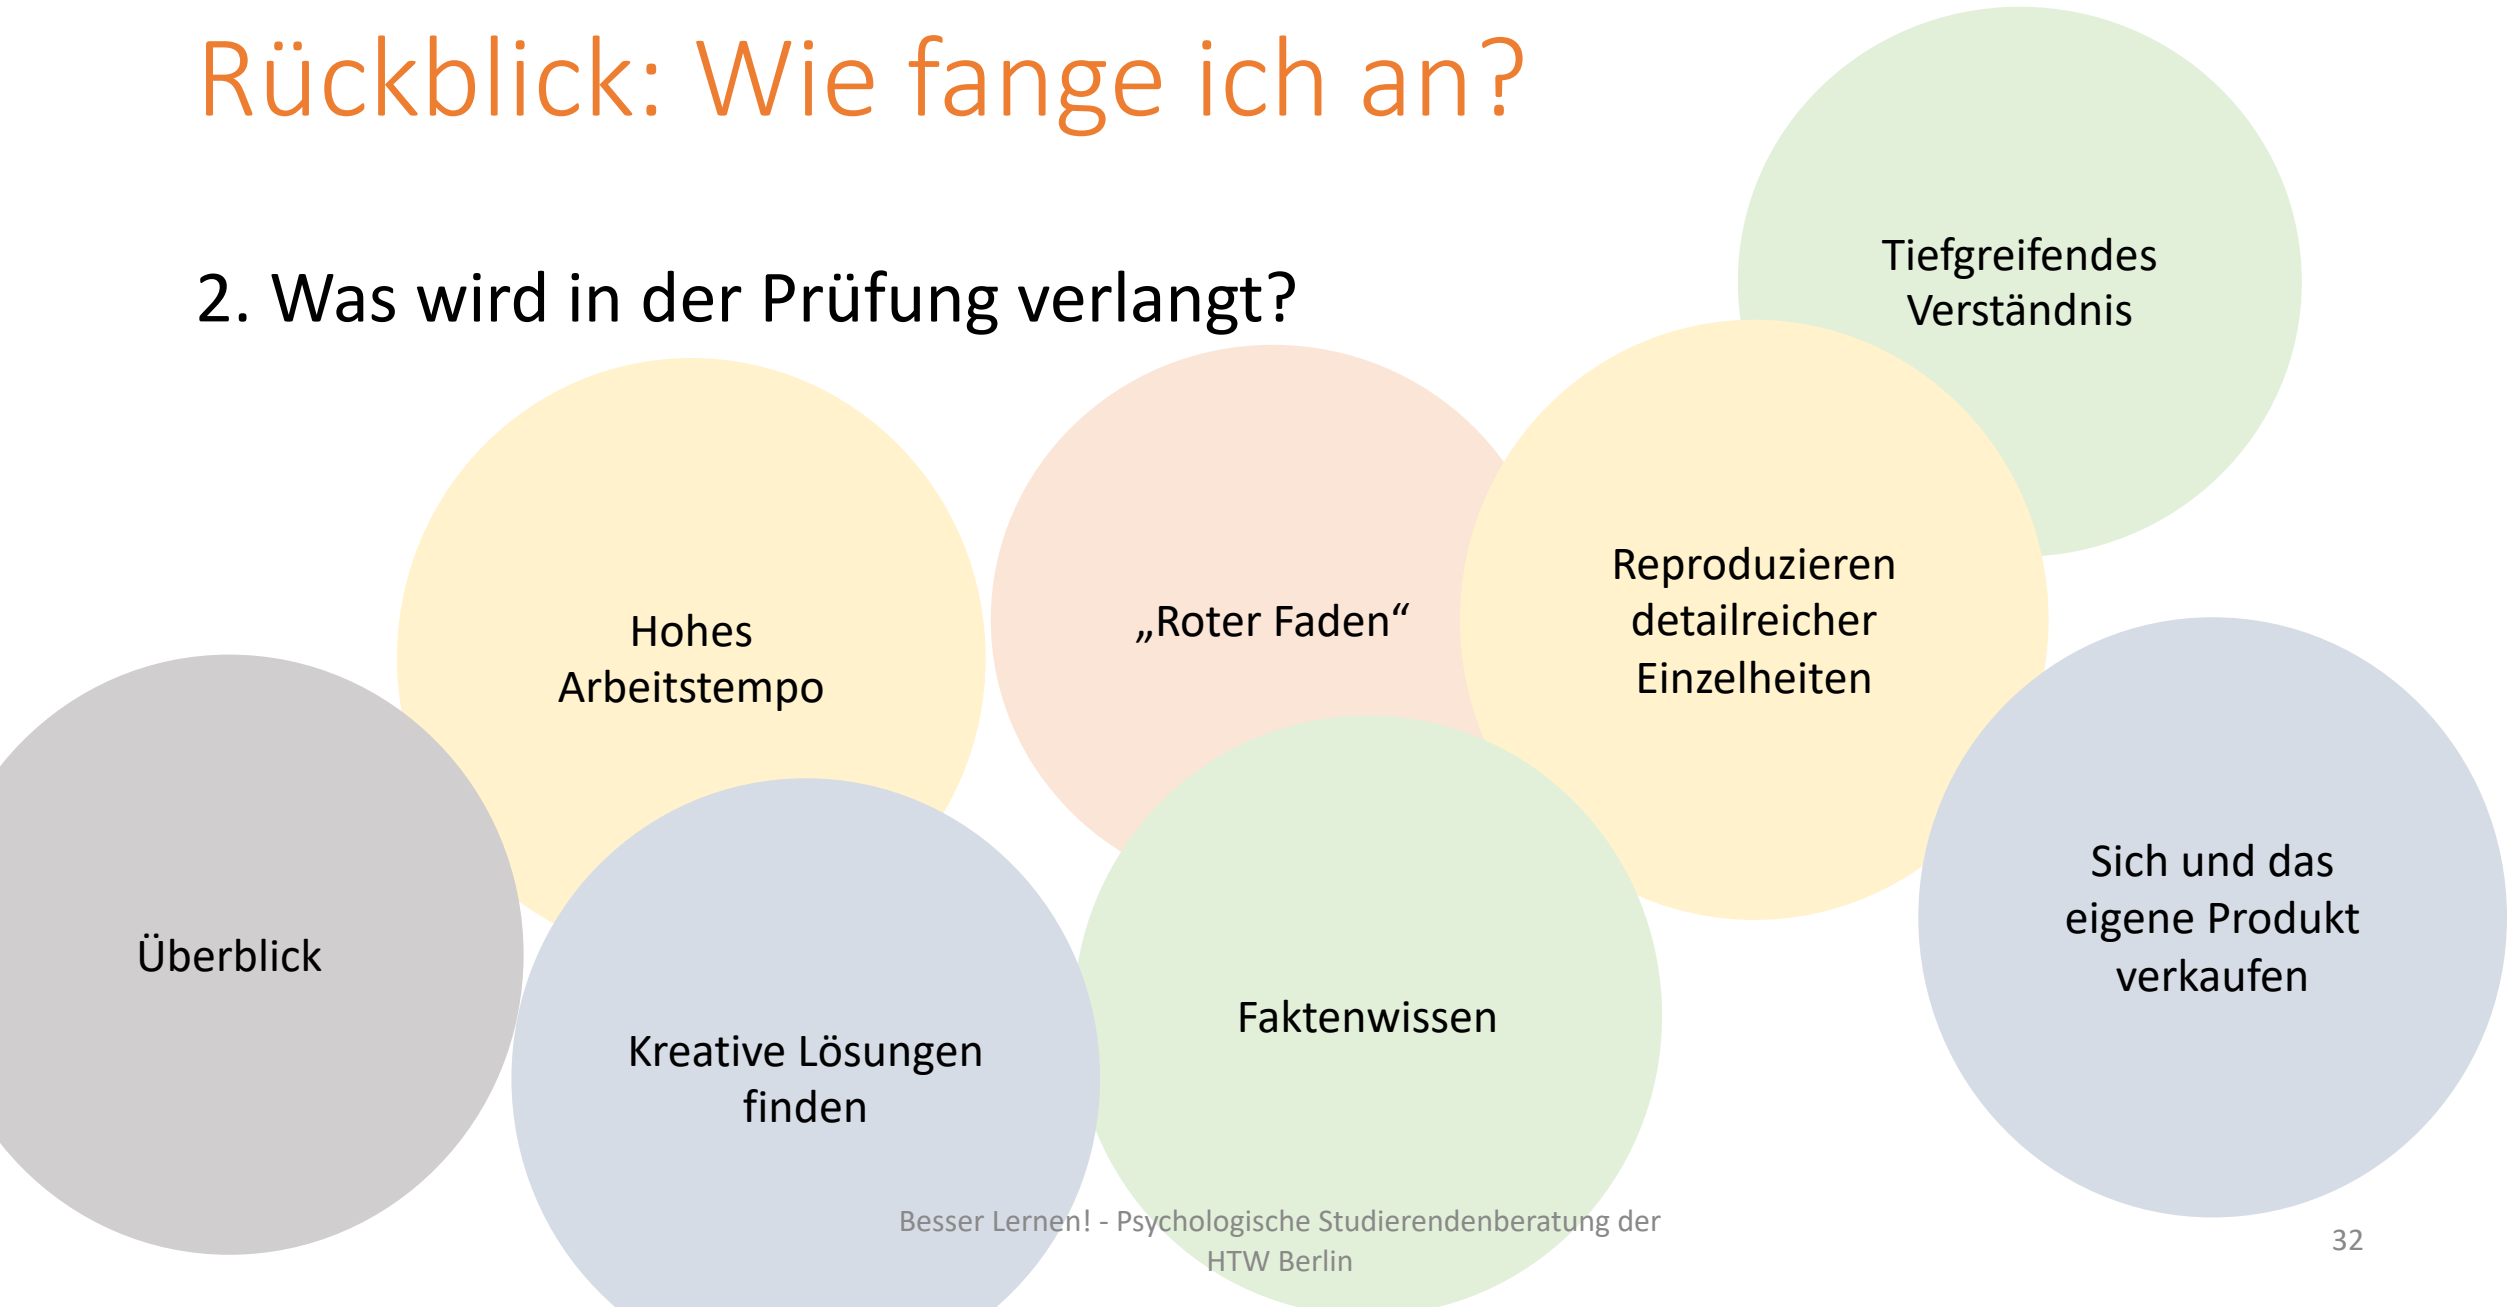 Rückblick: Wie fange ich an?
2. Was wird in der Prüfung verlangt?
Tiefgreifendes
Verständnis
Hohes
Arbeitstempo
„Roter Faden“
Reproduzieren
detailreicher
Einzelheiten
Überblick
Kreative Lösungen
finden
Faktenwissen
Sich und das
eigene Produkt
verkaufen
Besser Lernen! - Psychologische Studierendenberatung der
HTW Berlin
32